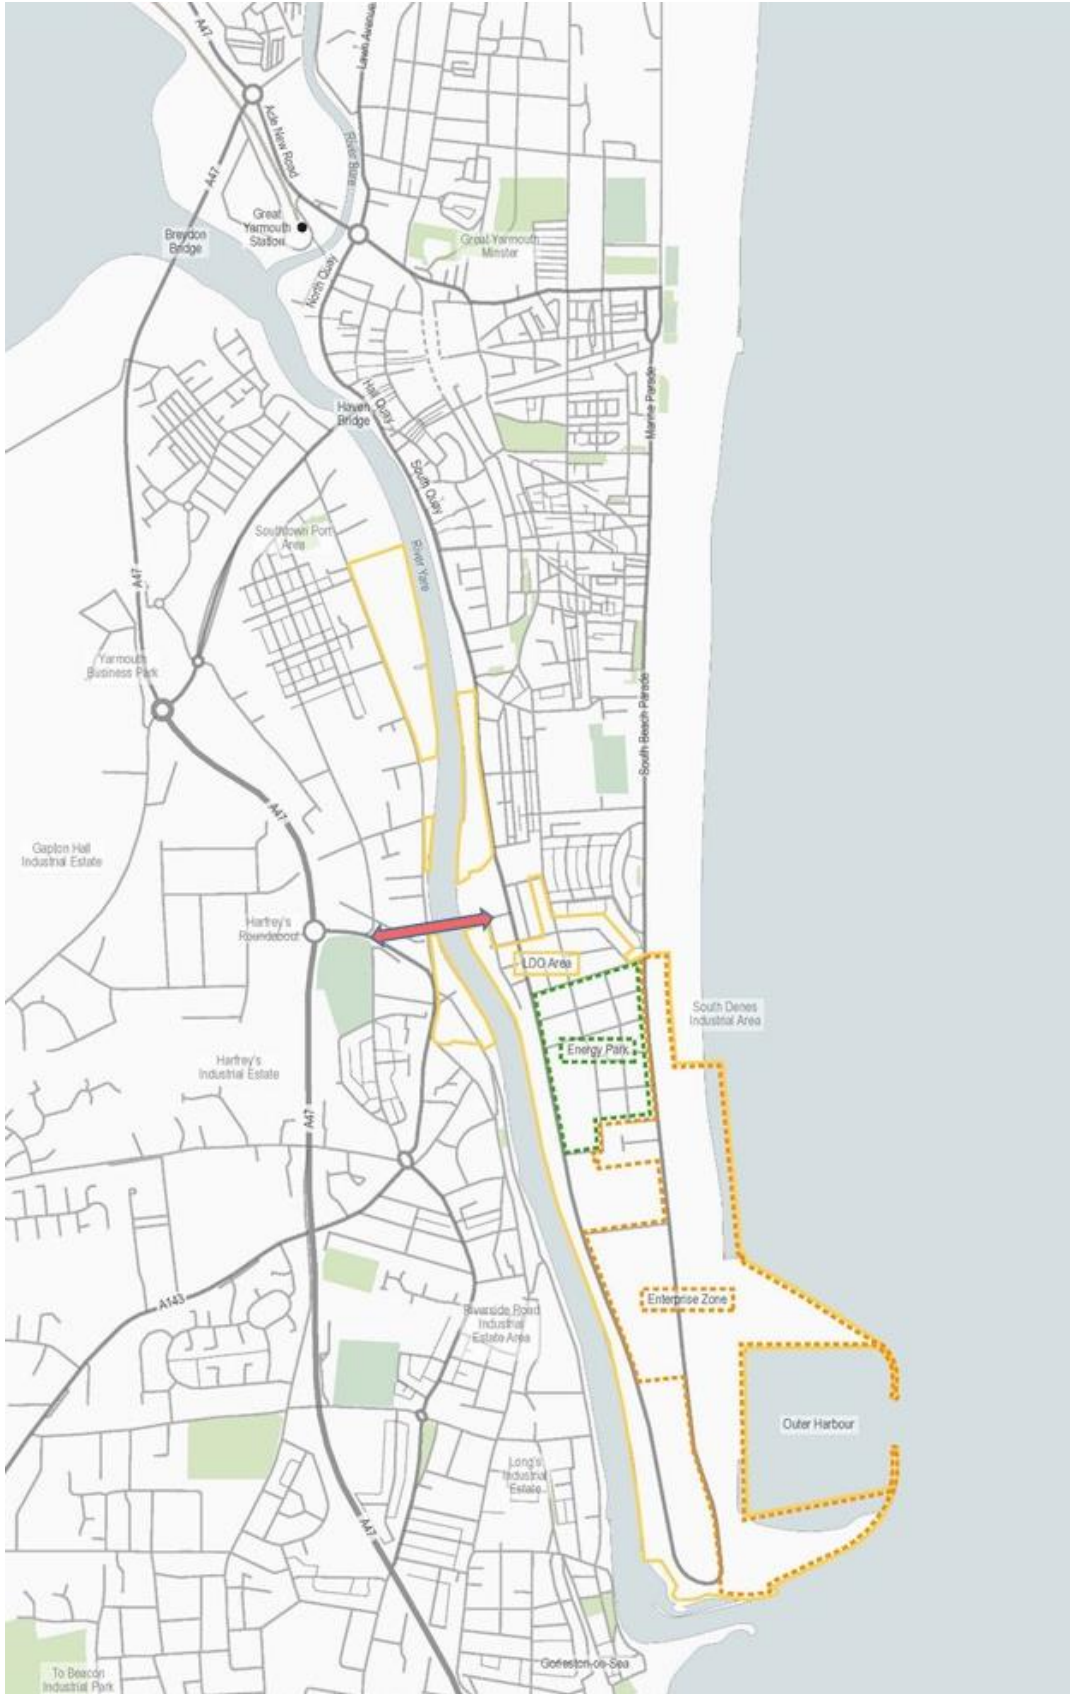 A47
Lawn Avenue
Acle New Road
River Bure
A47
Great
Yarmouth
Station
Breydon
Bridge
Great Yarmouth
Minster
North Quay
Marine Parade
Hall Quay
Haven
Bridge
South Quay
Southtown Port
Area
River Yare
A47
Yarmouth
Business Park
South Beach Parade
A47
Gapton Hall
Industrial Estate
Harfrey's
Roundabout
LDO Area
South Denes
Industrial Area
Energy Park
Harfrey's
Industrial Estate
A47
Enterprise Zone
A143
Riverside Road
Industrial
Estate Area
Outer Harbour
Long's
Industrial
Estate
A47
Gorleston-on-Sea
To Beacon
Industrial Park